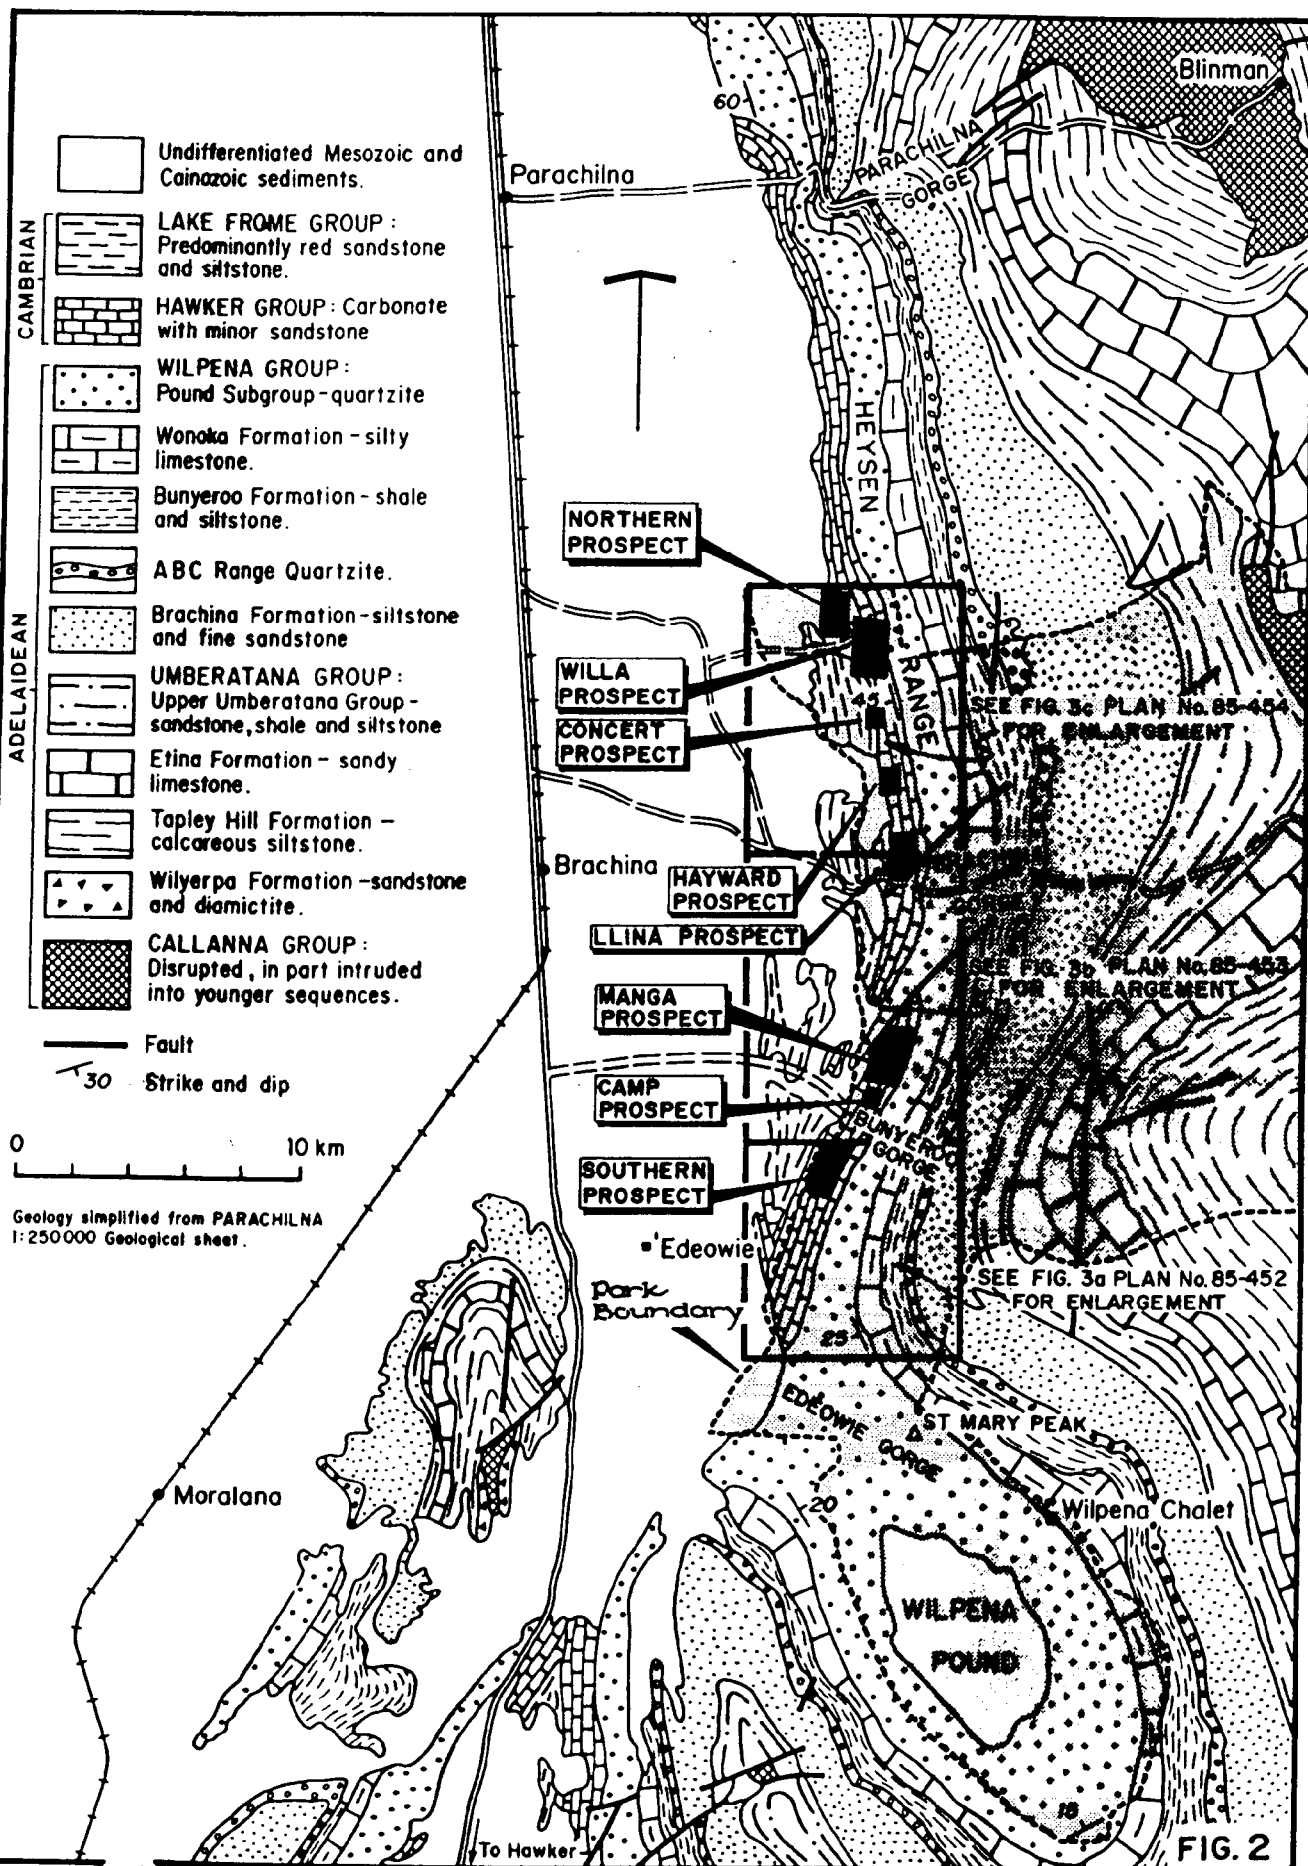 Undifferentiated Mesozoic and
Cainozoic sediments.
CAMBRIAN
LAKE FROME GROUP :
Predominantly red sandstone
and siltstone.
HAWKER GROUP : Carbonate
with minor sandstone
ADELAIDEAN
WILPENA GROUP :
Pound Subgroup-quartzite
Wonoka Formation - silty
limestone.
Bunyeroo Formation - shale
and siltstone.
ABC Range Quartzite.
Brachina Formation-siltstone
and fine sandstone
UMBERATANA GROUP :
Upper Umberatana Group -
sandstone, shale and siltstone
Etina Formation - sandy
limestone.
Tapley Hill Formation -
calcareous siltstone.
Wilyerpa Formation -sandstone
and diamictite.
CALLANNA GROUP :
Disrupted, in part intruded
into younger sequences.
Fault
30 Strike and dip
0 10 km
Geology simplified from PARACHILNA
1:250000 Geological sheet.
Blinman
60
PARACHILNA
GORGE
Parachilna
HEYSEN
RANGE
NORTHERN
PROSPECT
WILLA
PROSPECT
45
CONCERT
PROSPECT
SEE FIG. 3c PLAN No. 85-454
FOR ENLARGEMENT
Brachina
HAYWARD
PROSPECT
BRACHINA
GORGE
LLINA PROSPECT
SEE FIG. 3b PLAN No. 85-453
FOR ENLARGEMENT
MANGA
PROSPECT
CAMP
PROSPECT
BUNYEROO
GORGE
SOUTHERN
PROSPECT
'Edeowie
SEE FIG. 3a PLAN No. 85-452
FOR ENLARGEMENT
Park
Boundary
25
EDEOWIE
GORGE
ST MARY PEAK
Moralana
20
Wilpena Chalet
WILPENA
POUND
18
To Hawker
FIG. 2